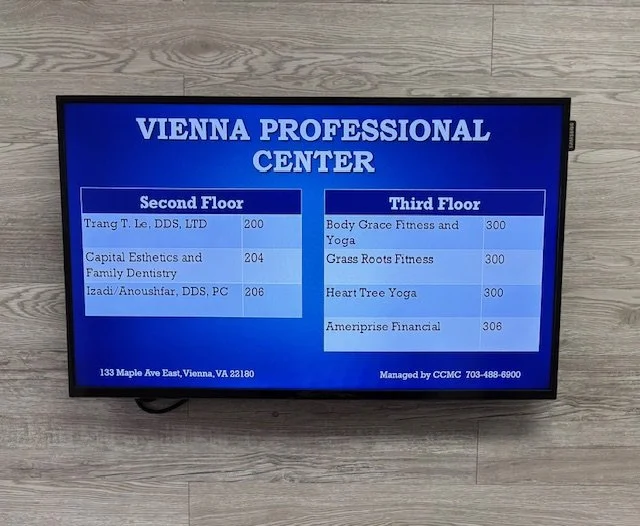 VIENNA PROFESSIONAL
CENTER
Second Floor
Trang T. Le, DDS, LTD 200
Capital Esthetics and 204
Family Dentistry
Izadi/Anoushfar, DDS, PC 206
Third Floor
Body Grace Fitness and 300
Yoga
Grass Roots Fitness 300
Heart Tree Yoga 300
Ameriprise Financial 306
133 Maple Ave East, Vienna, VA 22180
Managed by CCMC 703-488-6900
SAMSUNG